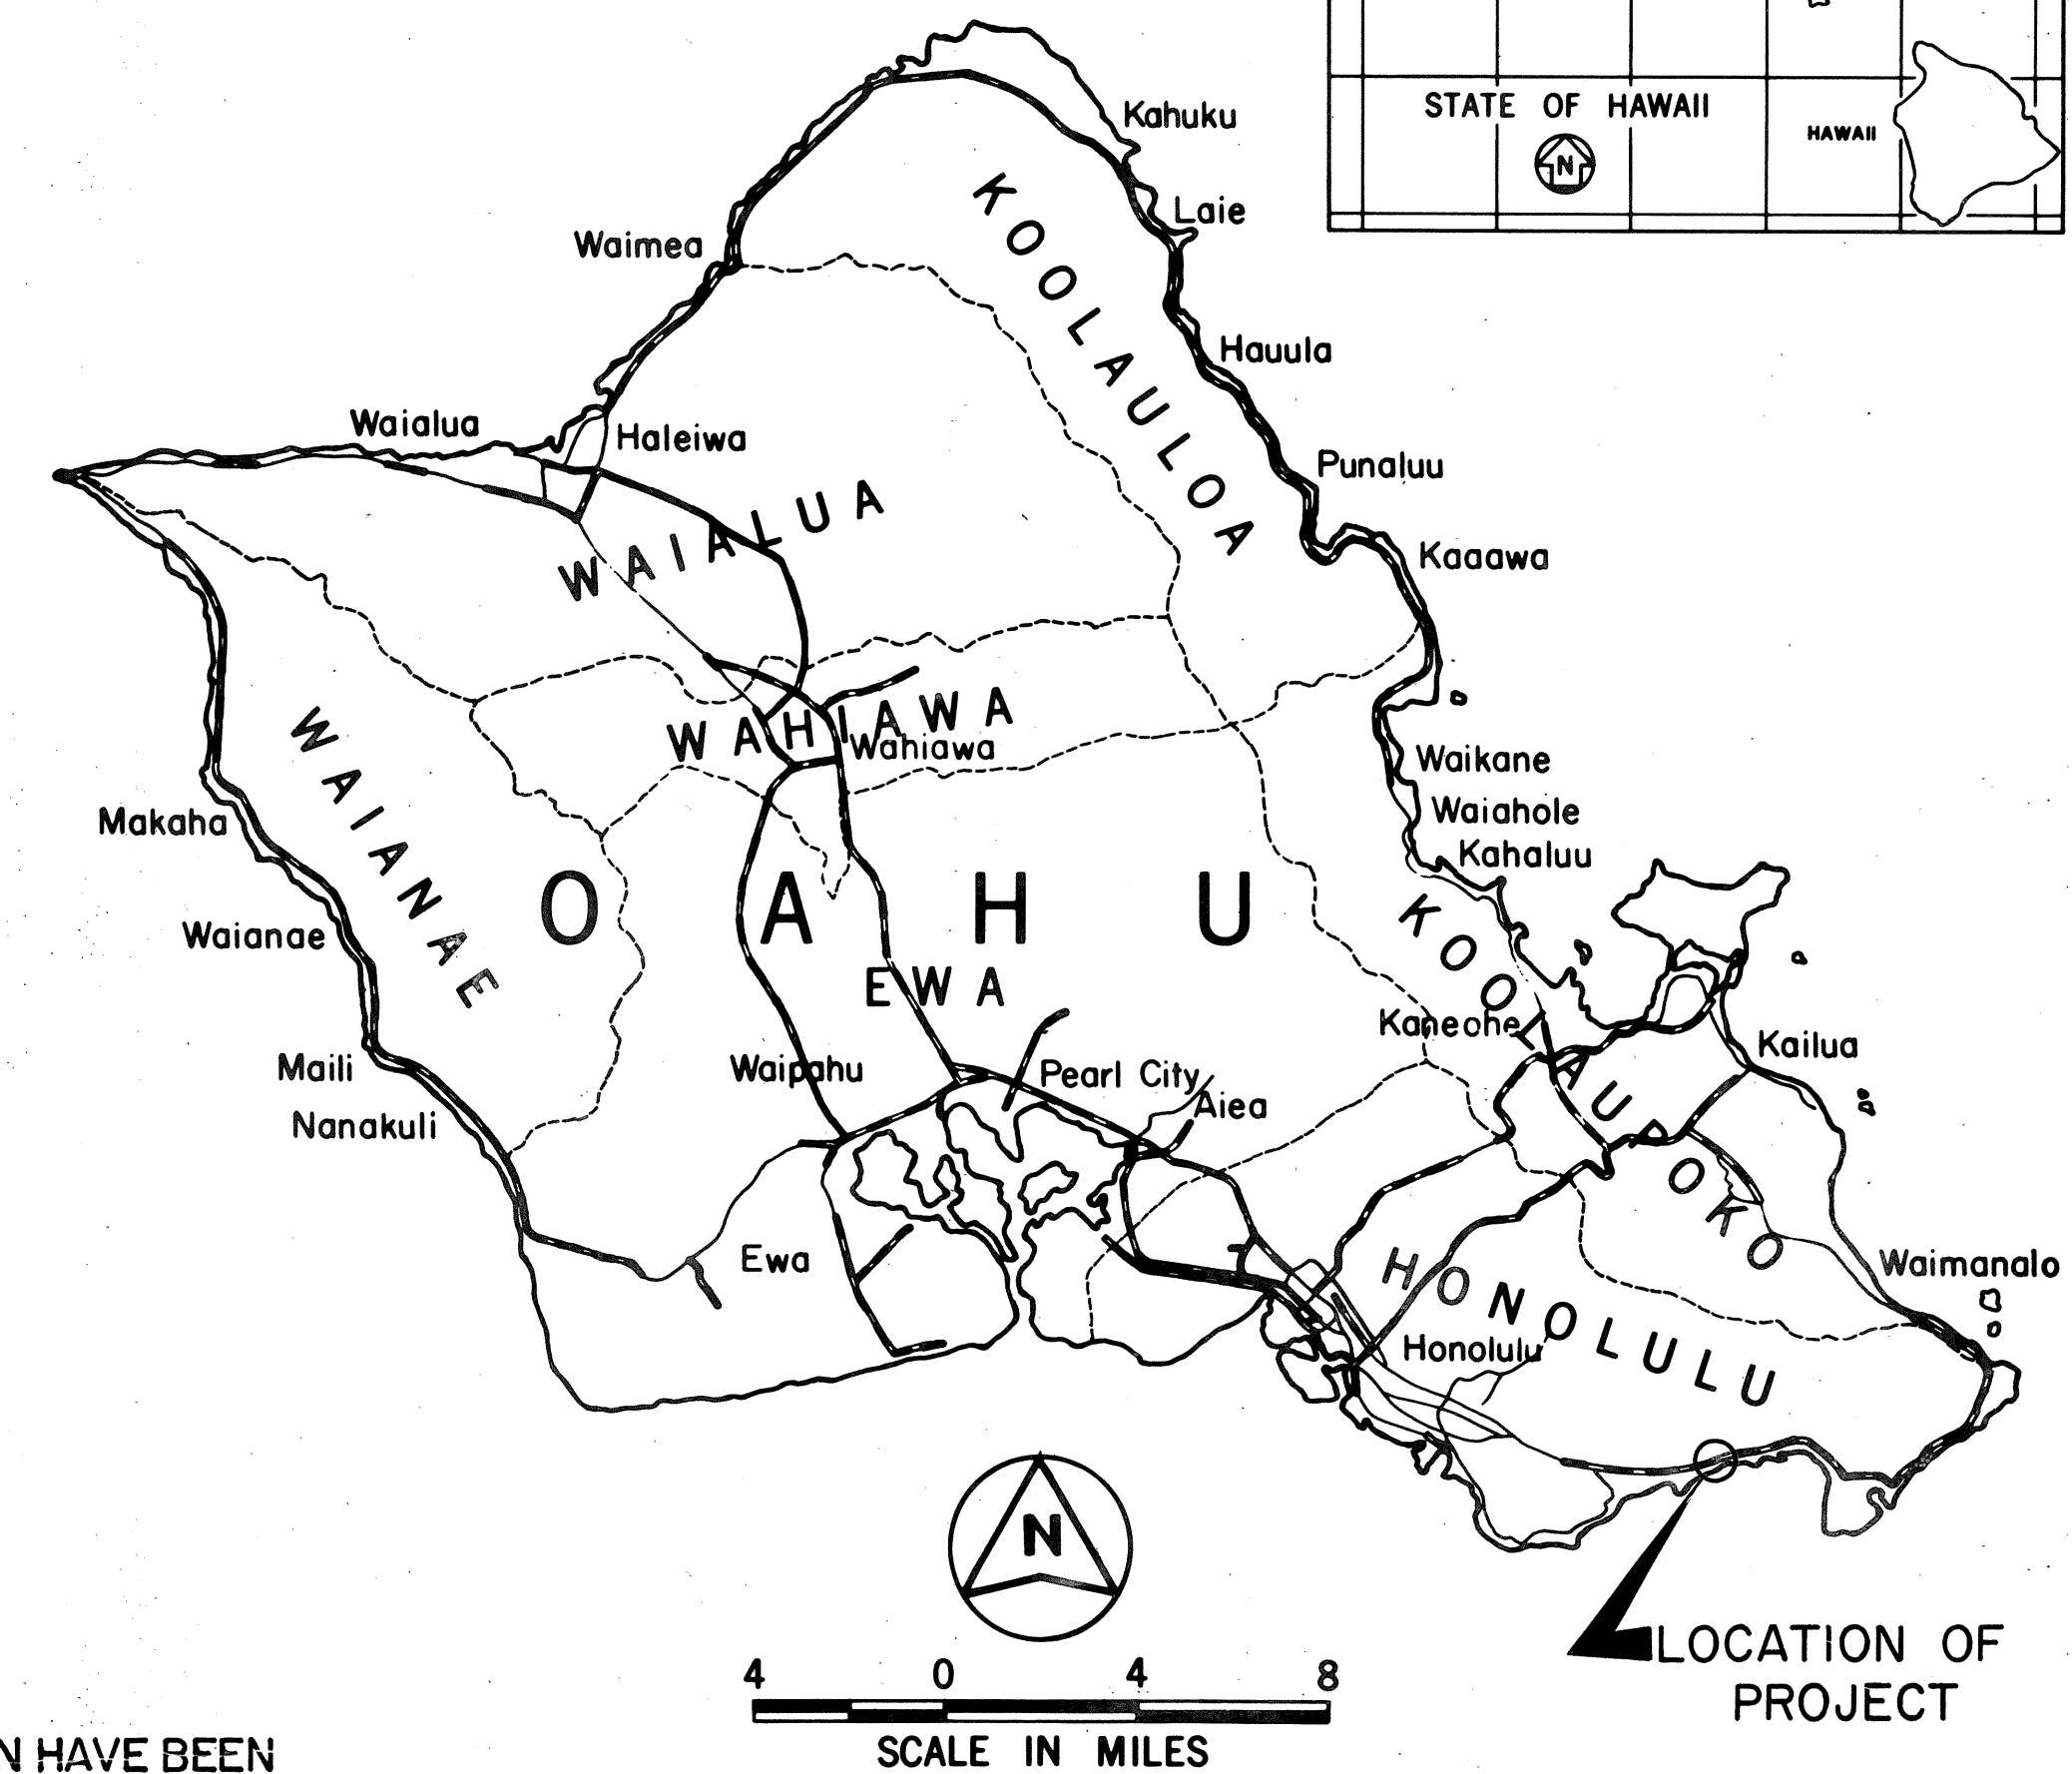 Kahuku
STATE OF HAWAII
HAWAII
N
Laie
KOOLAULOA
Waimea
Hauula
Waialua
Haleiwa
Punaluu
WAIALUA
Kaaawa
WAHIAWA
Wahiawa
WAIANAE
Waikane
Waiahole
Makaha
Kahaluu
OAHU
Waianae
EWA
KOOLAUPOKO
Kaneohe
Kailua
Maili
Waipahu
Pearl City
Aiea
Nanakuli
Ewa
Waimanalo
HONOLULU
Honolulu
N
LOCATION OF
PROJECT
4 0 4 8
SCALE IN MILES
N HAVE BEEN